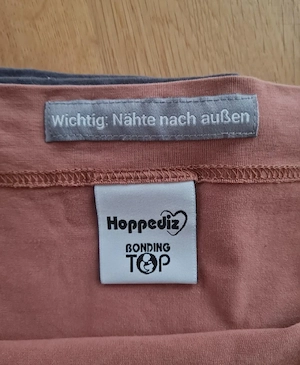 Wichtig: Nähte nach außen
Hoppediz
BONDING
TOP